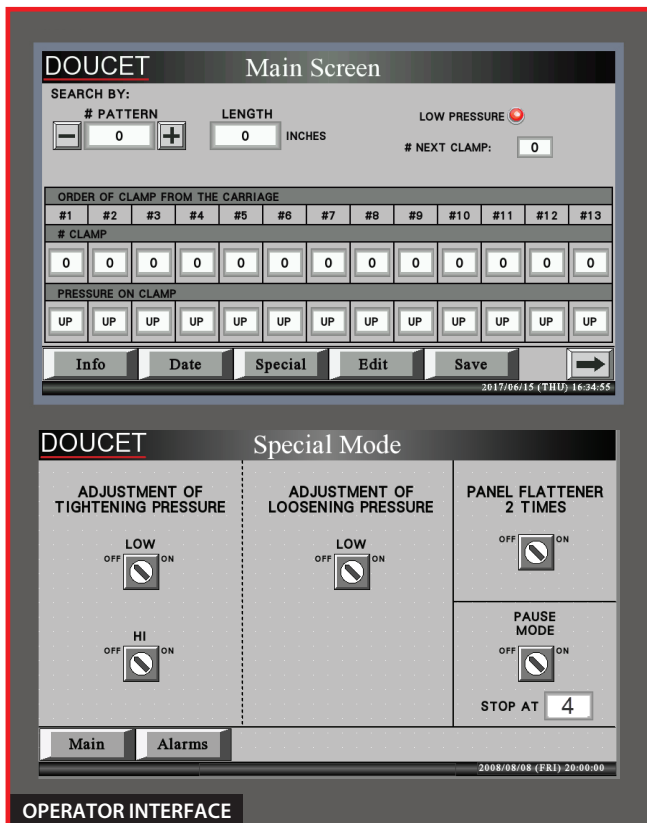 DOUCET Main Screen
SEARCH BY:
# PATTERN LENGTH
0 0 INCHES
LOW PRESSURE
# NEXT CLAMP: 0
ORDER OF CLAMP FROM THE CARRIAGE
#1 #2 #3 #4 #5 #6 #7 #8 #9 #10 #11 #12 #13
# CLAMP
0 0 0 0 0 0 0 0 0 0 0 0 0
PRESSURE ON CLAMP
UP UP UP UP UP UP UP UP UP UP UP UP UP
Info Date Special Edit Save
2017/06/15 (THU) 16:34:55
DOUCET Special Mode
ADJUSTMENT OF
TIGHTENING PRESSURE
LOW
OFF ON
HI
OFF ON
ADJUSTMENT OF
LOOSENING PRESSURE
LOW
OFF ON
PANEL FLATTENER
2 TIMES
OFF ON
PAUSE
MODE
OFF ON
STOP AT 4
Main Alarms
2008/08/08 (FRI) 20:00:00
OPERATOR INTERFACE